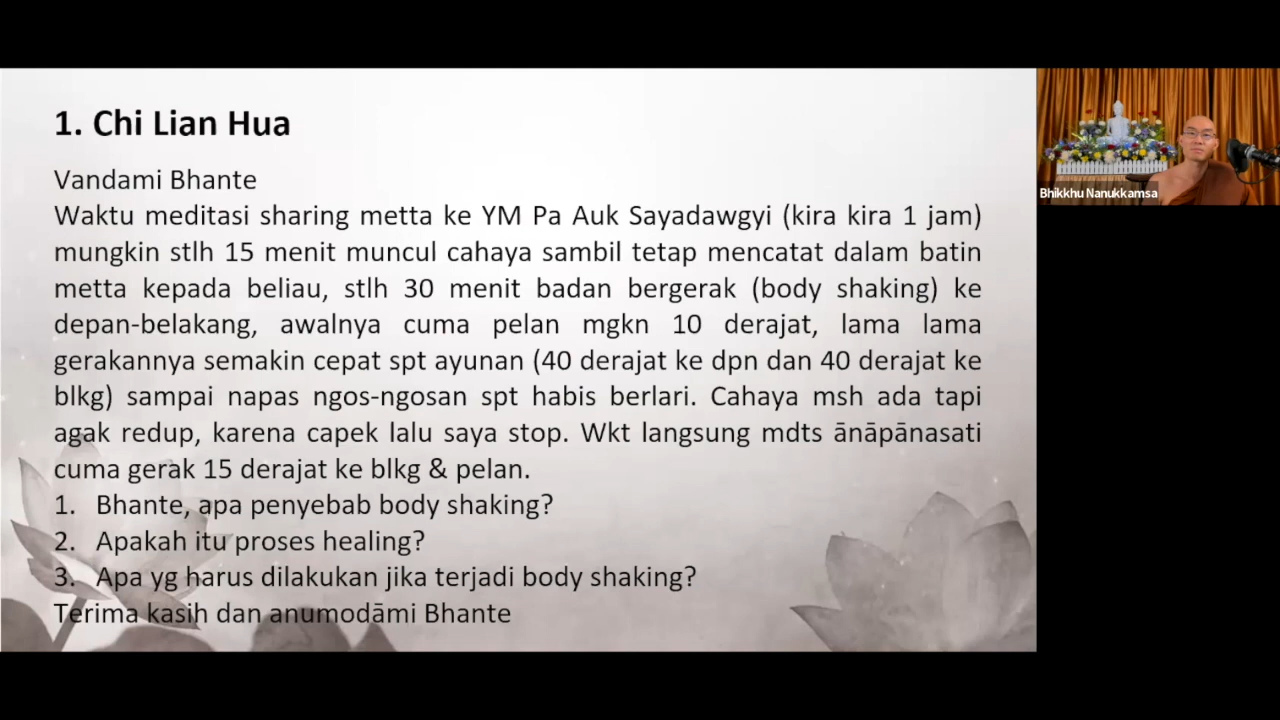 1. Chi Lian Hua
Vandami Bhante
Waktu meditasi sharing metta ke YM Pa Auk Sayadawgyi (kira kira 1 jam)
mungkin stlh 15 menit muncul cahaya sambil tetap mencatat dalam batin
metta kepada beliau, stlh 30 menit badan bergerak (body shaking) ke
depan-belakang, awalnya cuma pelan mgkn 10 derajat, lama lama
gerakannya semakin cepat spt ayunan (40 derajat ke dpn dan 40 derajat ke
blkg) sampai napas ngos-ngosan spt habis berlari. Cahaya msh ada tapi
agak redup, karena capek lalu saya stop. Wkt langsung mdts ānāpānasati
cuma gerak 15 derajat ke blkg & pelan.
1. Bhante, apa penyebab body shaking?
2. Apakah itu proses healing?
3. Apa yg harus dilakukan jika terjadi body shaking?
Terima kasih dan anumodāmi Bhante
Bhikkhu Nanukkamsa